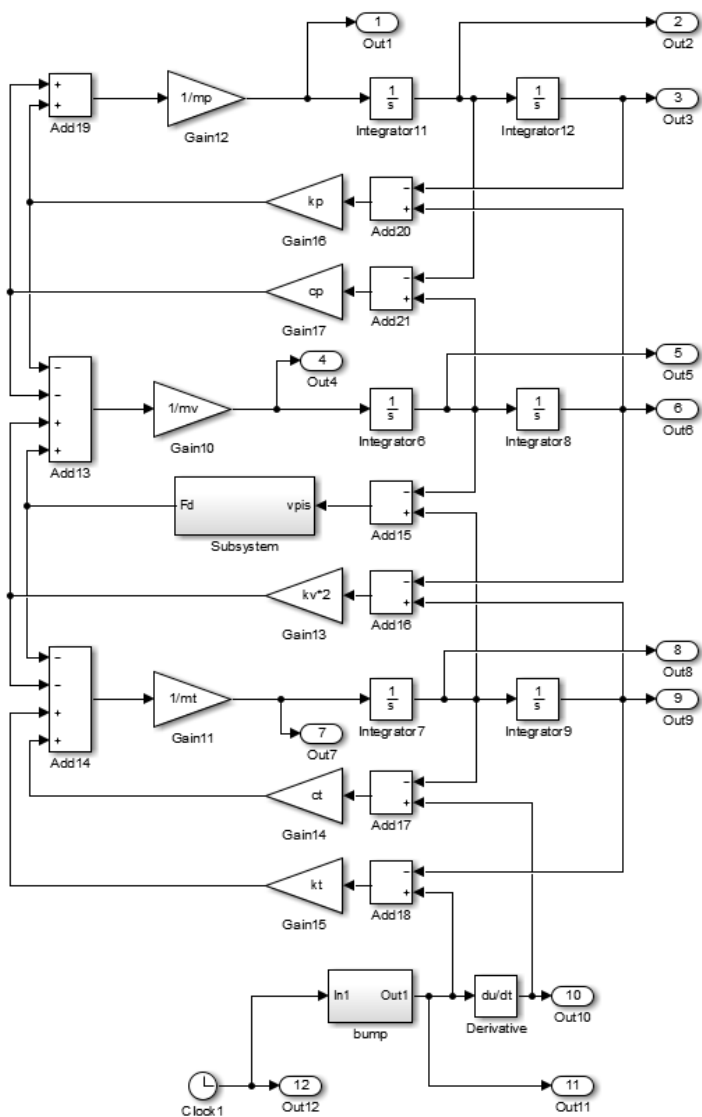 1
Out1
2
Out2
+
+
Add19
1/mp
Gain12
1
s
Integrator11
1
s
Integrator12
3
Out3
kp
Gain16
−
+
Add20
cp
Gain17
−
+
Add21
4
Out4
5
Out5
−
−
+
+
Add13
1/mv
Gain10
1
s
Integrator6
1
s
Integrator8
6
Out6
Fd
vpis
Subsystem
−
+
Add15
kv*2
Gain13
−
+
Add16
8
Out8
−
−
+
+
Add14
1/mt
Gain11
7
Out7
1
s
Integrator7
1
s
Integrator9
9
Out9
ct
Gain14
−
+
Add17
kt
Gain15
−
+
Add18
In1
Out1
bump
du/dt
Derivative
10
Out10
Clock1
12
Out12
11
Out11